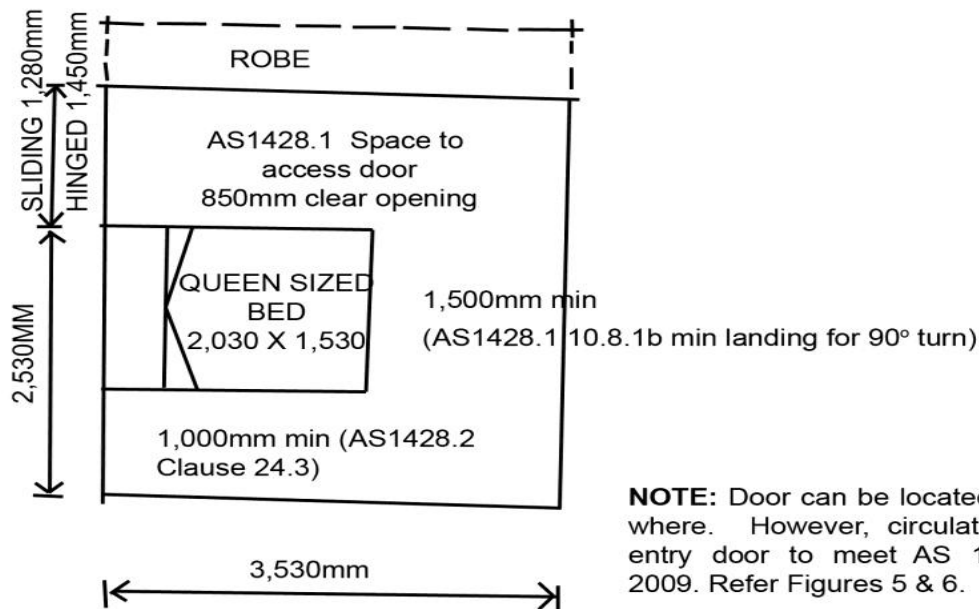 SLIDING 1,280mm
HINGED 1,450mm
ROBE
AS1428.1 Space to
access door
850mm clear opening
QUEEN SIZED
BED
2,030 X 1,530
1,500mm min
(AS1428.1 10.8.1b min landing for 90° turn)
2,530MM
1,000mm min (AS1428.2
Clause 24.3)
3,530mm
NOTE: Door can be located
where. However, circulat
entry door to meet AS 1
2009. Refer Figures 5 & 6.